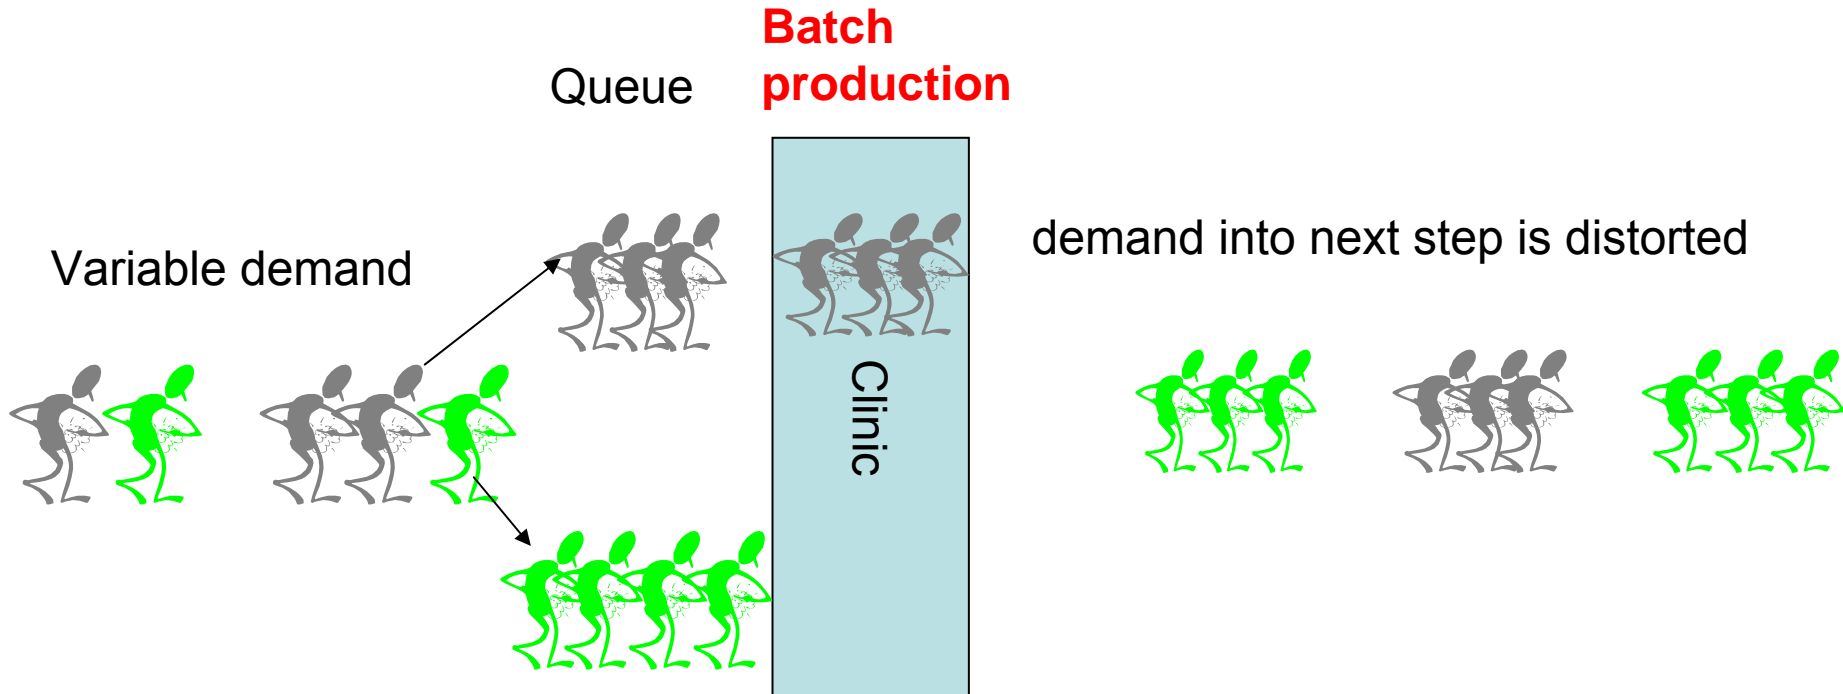 Batch
production
Queue
Variable demand
demand into next step is distorted
Clinic